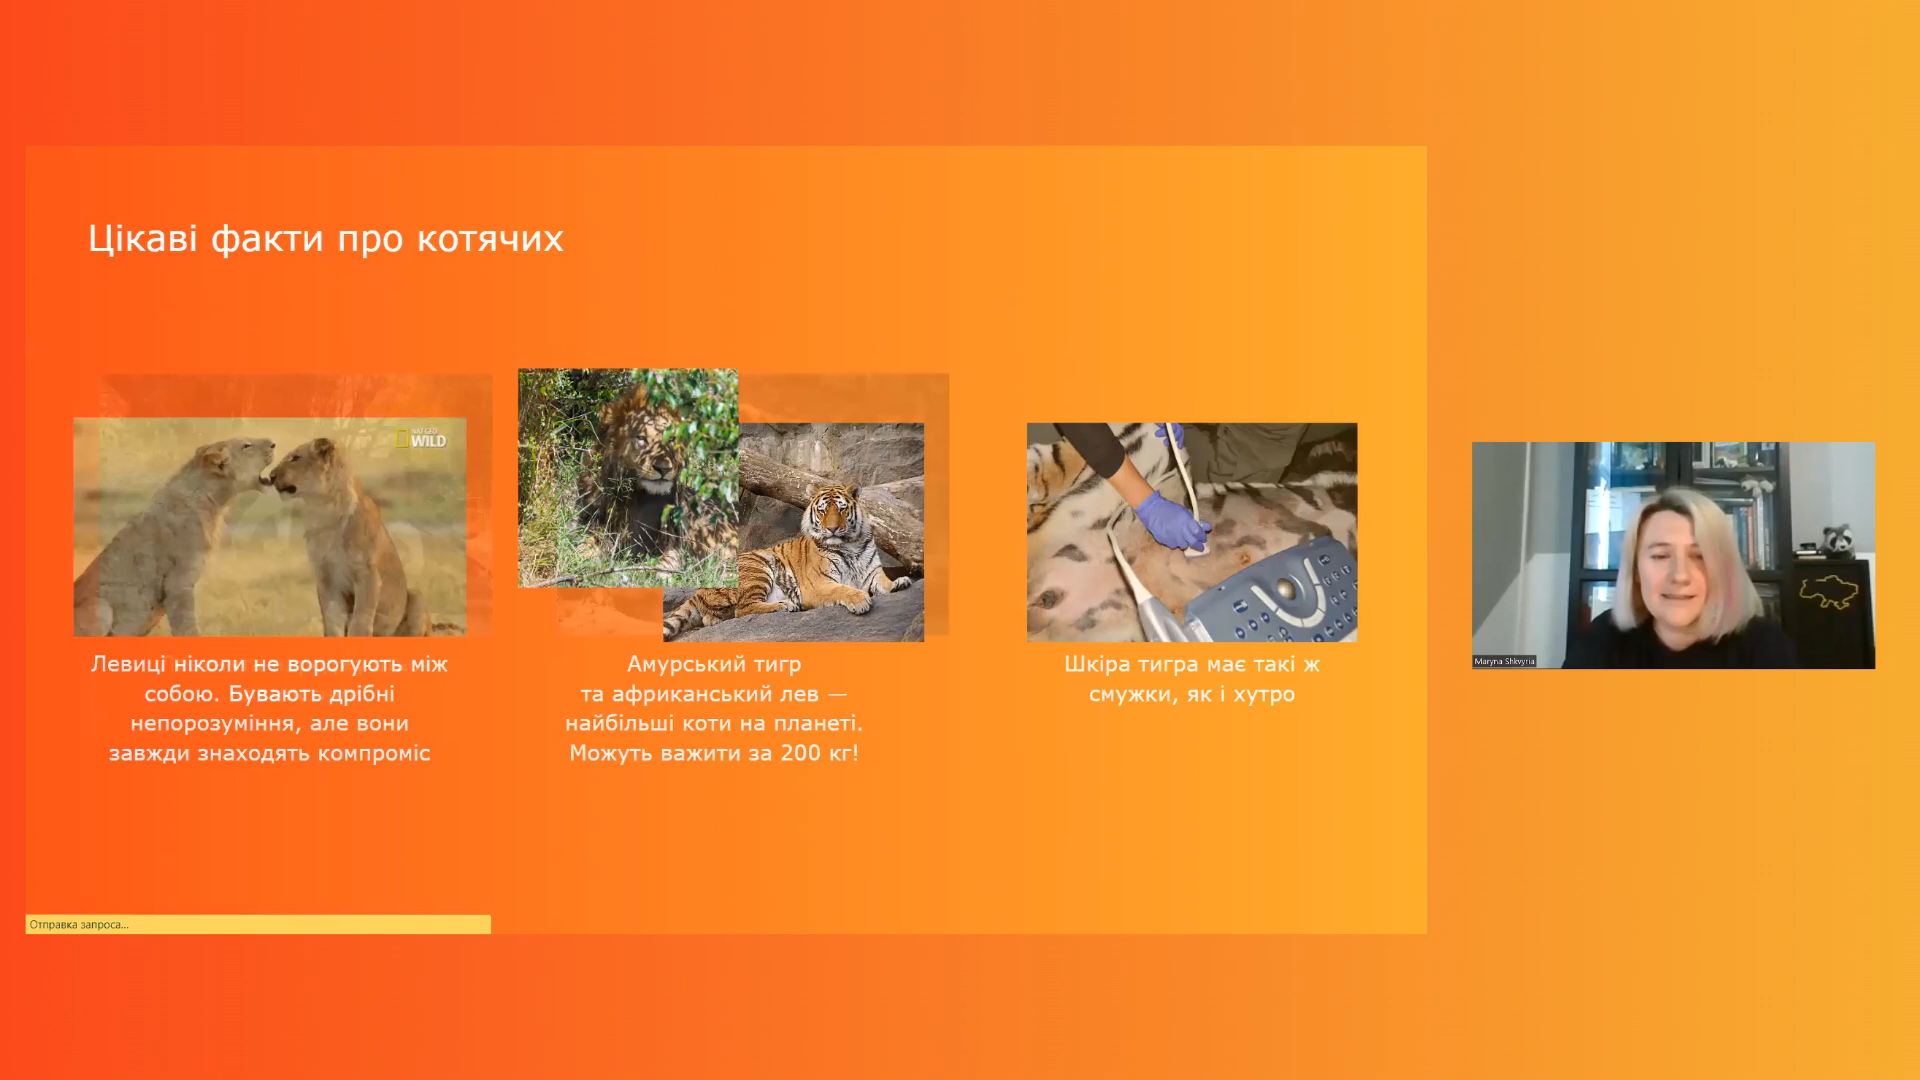 Цікаві факти про котячих
NAT GEO
WILD
Левиці ніколи не ворогують між
собою. Бувають дрібні
непорозуміння, але вони
завжди знаходять компроміс
Амурський тигр
та африканський лев —
найбільші коти на планеті.
Можуть важити за 200 кг!
Шкіра тигра має такі ж
смужки, як і хутро
Maryna Shkvyria
Отправка запроса...